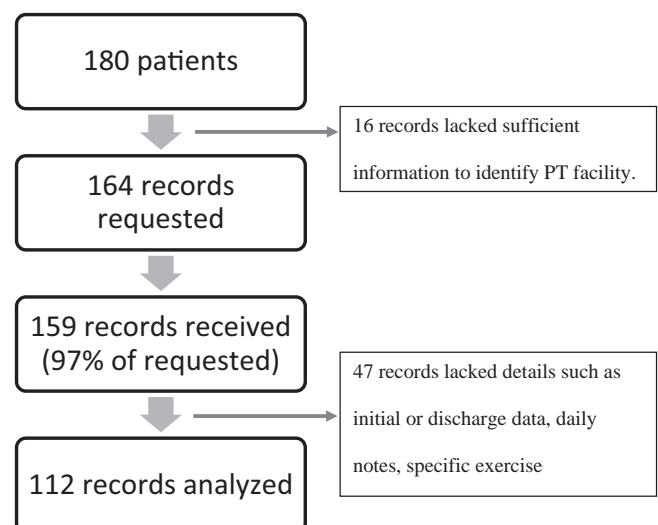 180 patients
16 records lacked sufficient
information to identify PT facility.
164 records
requested
159 records received
(97% of requested)
47 records lacked details such as
initial or discharge data, daily
notes, specific exercise
112 records analyzed